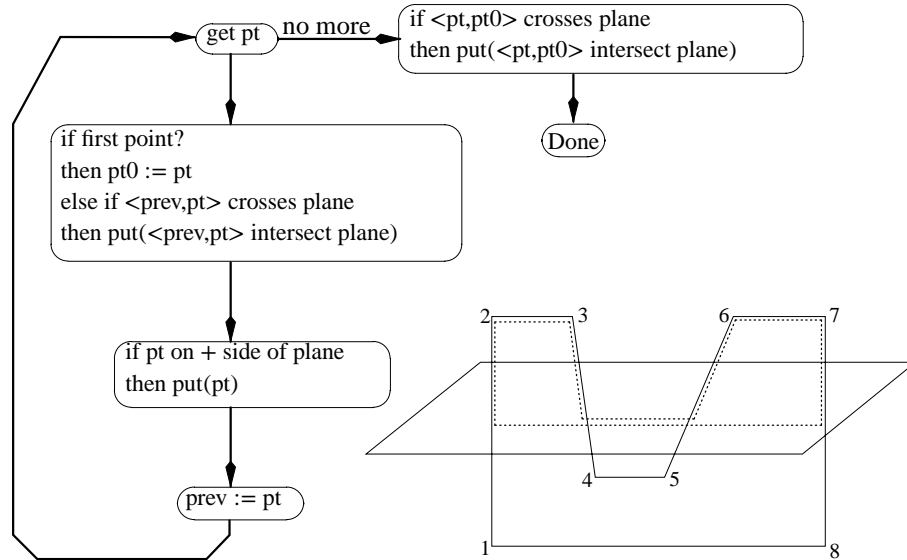 get pt
no more
if <pt,pt0> crosses plane
then put(<pt,pt0> intersect plane)
Done
if first point?
then pt0 := pt
else if <prev,pt> crosses plane
then put(<prev,pt> intersect plane)
if pt on + side of plane
then put(pt)
prev := pt
2
3
6
7
4
5
1
8